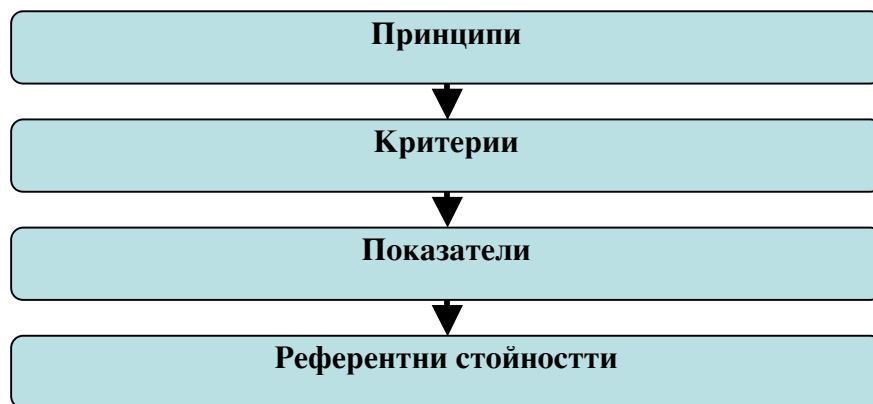 Принципи
Критерии
Показатели
Референтни стойностти